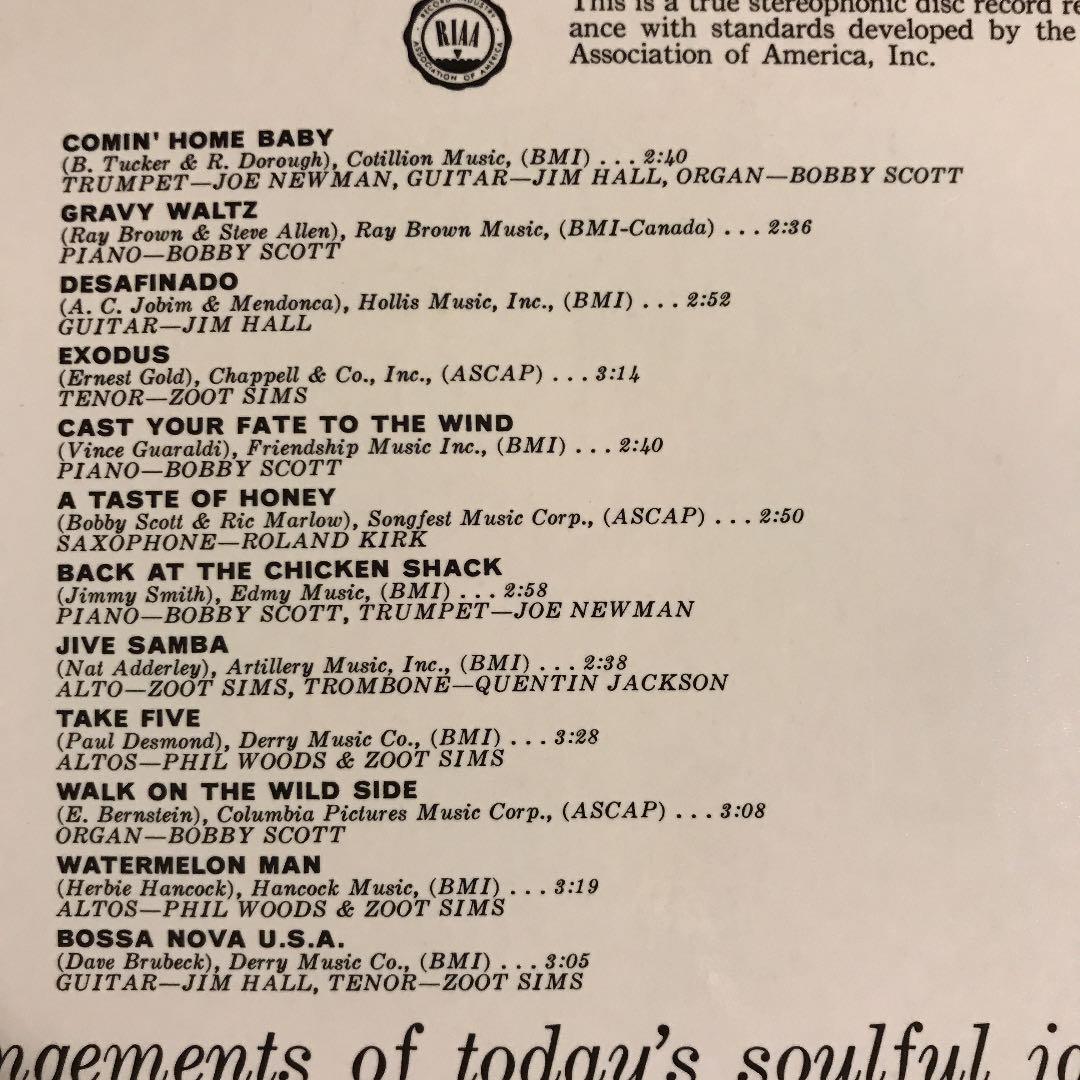 RECORD INDUSTRY
RIAA
ASSOCIATION OF AMERICA
This is a true stereophonic disc record
ance with standards developed by the
Association of America, Inc.
COMIN' HOME BABY
(B. Tucker & R. Dorough), Cotillion Music, (BMI) . . . 2:40
TRUMPET—JOE NEWMAN, GUITAR—JIM HALL, ORGAN—BOBBY SCOTT
GRAVY WALTZ
(Ray Brown & Steve Allen), Ray Brown Music, (BMI-Canada) . . . 2:36
PIANO—BOBBY SCOTT
DESAFINADO
(A. C. Jobim & Mendonca), Hollis Music, Inc., (BMI) . . . 2:52
GUITAR—JIM HALL
EXODUS
(Ernest Gold), Chappell & Co., Inc., (ASCAP) . . . 3:14
TENOR—ZOOT SIMS
CAST YOUR FATE TO THE WIND
(Vince Guaraldi), Friendship Music Inc., (BMI) . . . 2:40
PIANO—BOBBY SCOTT
A TASTE OF HONEY
(Bobby Scott & Ric Marlow), Songfest Music Corp., (ASCAP) . . . 2:50
SAXOPHONE—ROLAND KIRK
BACK AT THE CHICKEN SHACK
(Jimmy Smith), Edmy Music, (BMI) . . . 2:58
PIANO—BOBBY SCOTT, TRUMPET—JOE NEWMAN
JIVE SAMBA
(Nat Adderley), Artillery Music, Inc., (BMI) . . . 2:38
ALTO—ZOOT SIMS, TROMBONE—QUENTIN JACKSON
TAKE FIVE
(Paul Desmond), Derry Music Co., (BMI) . . . 3:28
ALTOS—PHIL WOODS & ZOOT SIMS
WALK ON THE WILD SIDE
(E. Bernstein), Columbia Pictures Music Corp., (ASCAP) . . . 3:08
ORGAN—BOBBY SCOTT
WATERMELON MAN
(Herbie Hancock), Hancock Music, (BMI) . . . 3:19
ALTOS—PHIL WOODS & ZOOT SIMS
BOSSA NOVA U.S.A.
(Dave Brubeck), Derry Music Co., (BMI) . . . 3:05
GUITAR—JIM HALL, TENOR—ZOOT SIMS
ngements of today's soulful